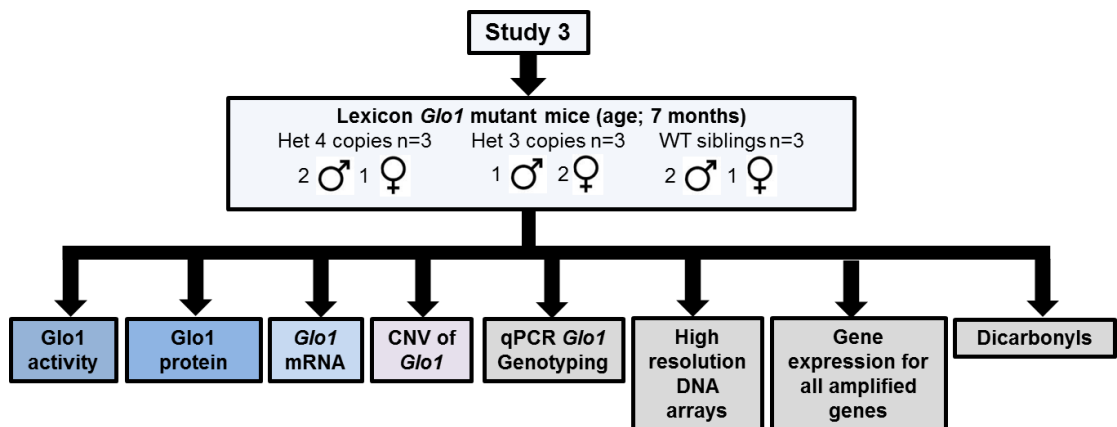 Study 3
Lexicon Glo1 mutant mice (age; 7 months)
Het 4 copies n=3 Het 3 copies n=3 WT siblings n=3
2 ♂ 1 ♀ 1 ♂ 2 ♀ 2 ♂ 1 ♀
Glo1
activity
Glo1
protein
Glo1
mRNA
CNV of
Glo1
qPCR Glo1
Genotyping
High
resolution
DNA
arrays
Gene
expression for
all amplified
genes
Dicarbonyls